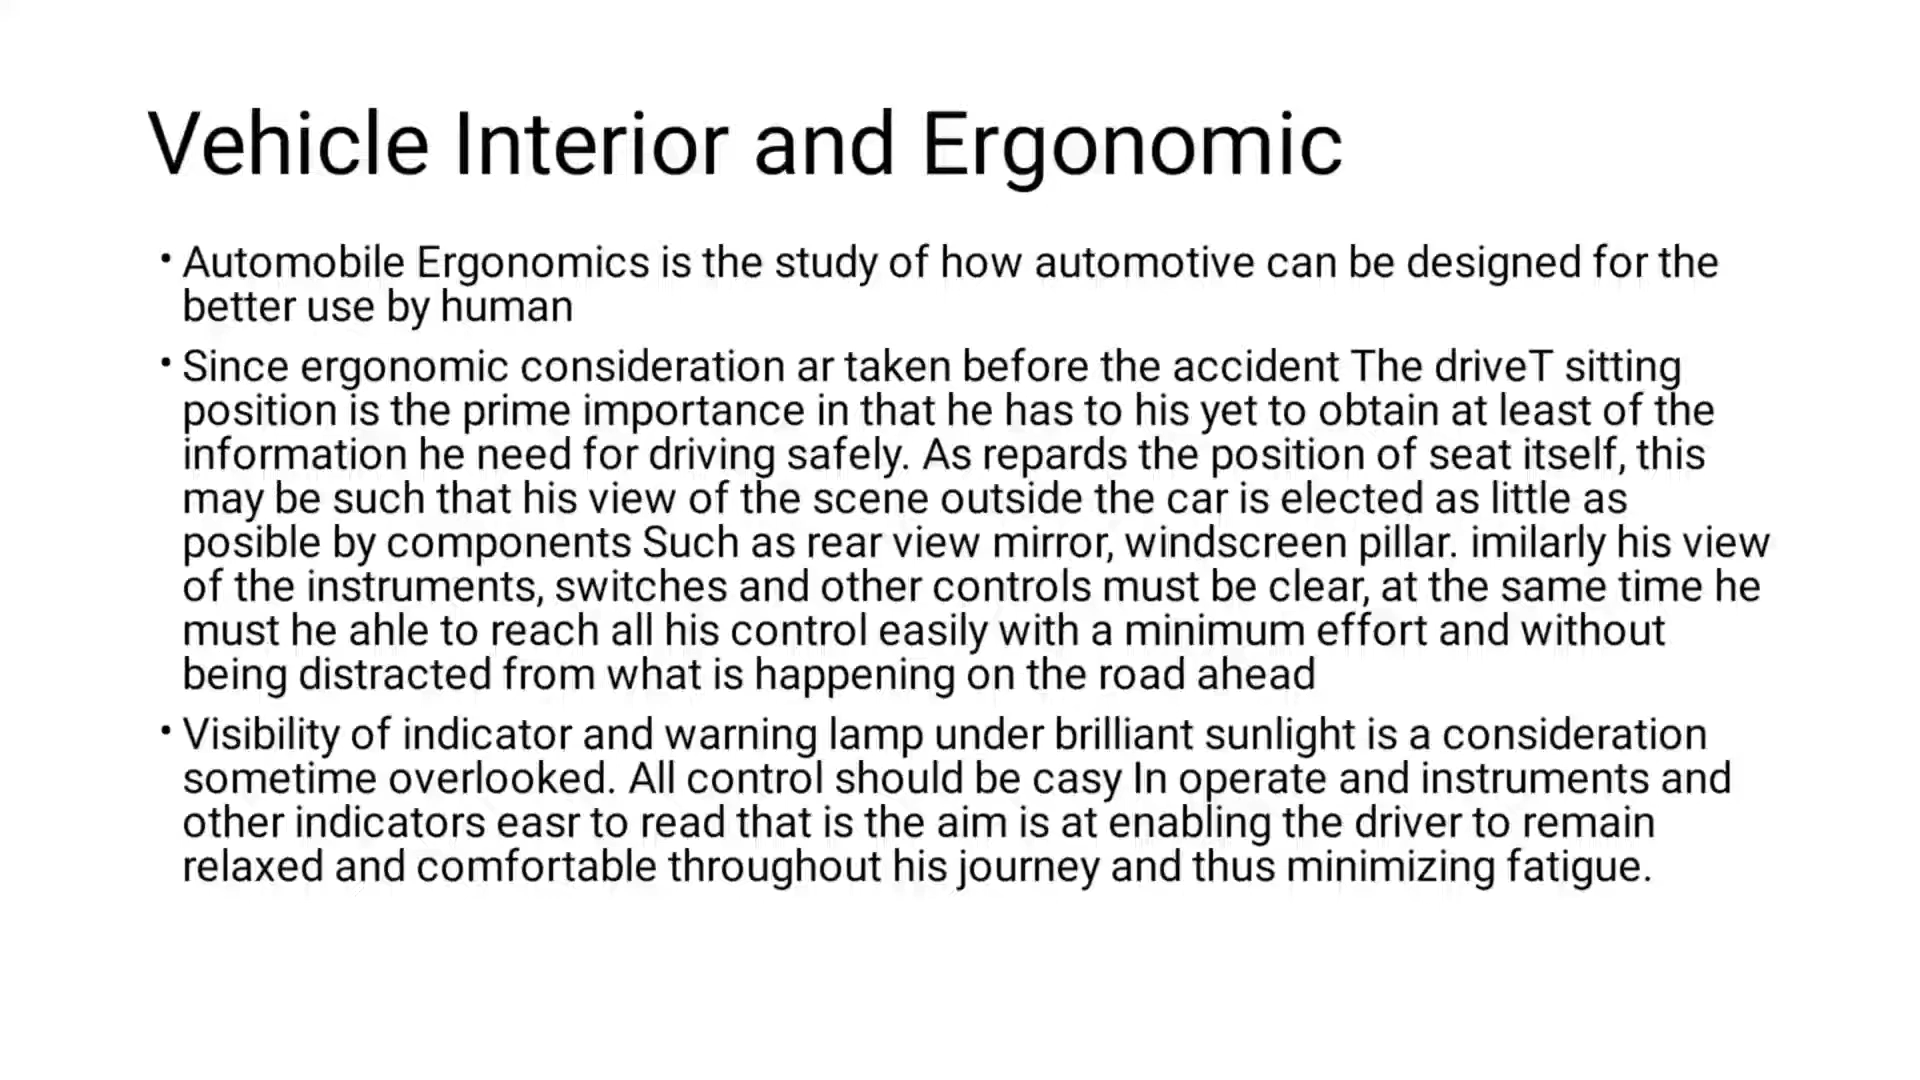 Vehicle Interior and Ergonomic
• Automobile Ergonomics is the study of how automotive can be designed for the
better use by human
• Since ergonomic consideration ar taken before the accident The driveT sitting
position is the prime importance in that he has to his yet to obtain at least of the
information he need for driving safely. As repards the position of seat itself, this
may be such that his view of the scene outside the car is elected as little as
posible by components Such as rear view mirror, windscreen pillar. imilarly his view
of the instruments, switches and other controls must be clear, at the same time he
must he ahle to reach all his control easily with a minimum effort and without
being distracted from what is happening on the road ahead
• Visibility of indicator and warning lamp under brilliant sunlight is a consideration
sometime overlooked. All control should be casy In operate and instruments and
other indicators easr to read that is the aim is at enabling the driver to remain
relaxed and comfortable throughout his journey and thus minimizing fatigue.